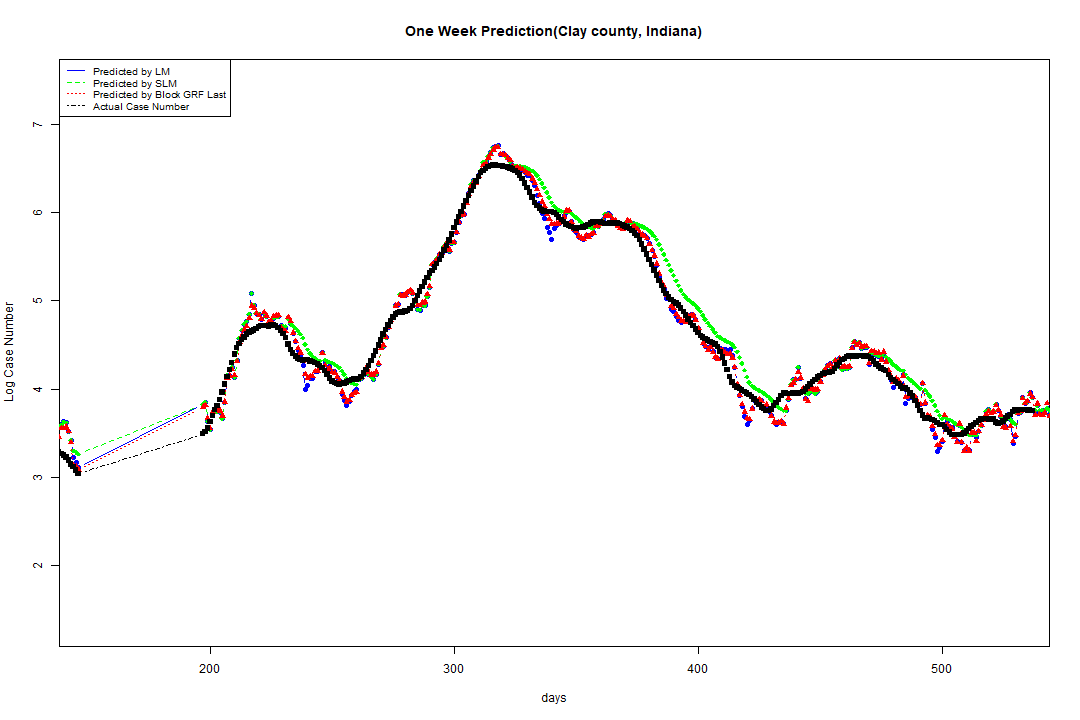 One Week Prediction(Clay county, Indiana)
Predicted by LM
Predicted by SLM
Predicted by Block GRF Last
Actual Case Number
7
6
5
4
3
2
Log Case Number
200 300 400 500
days